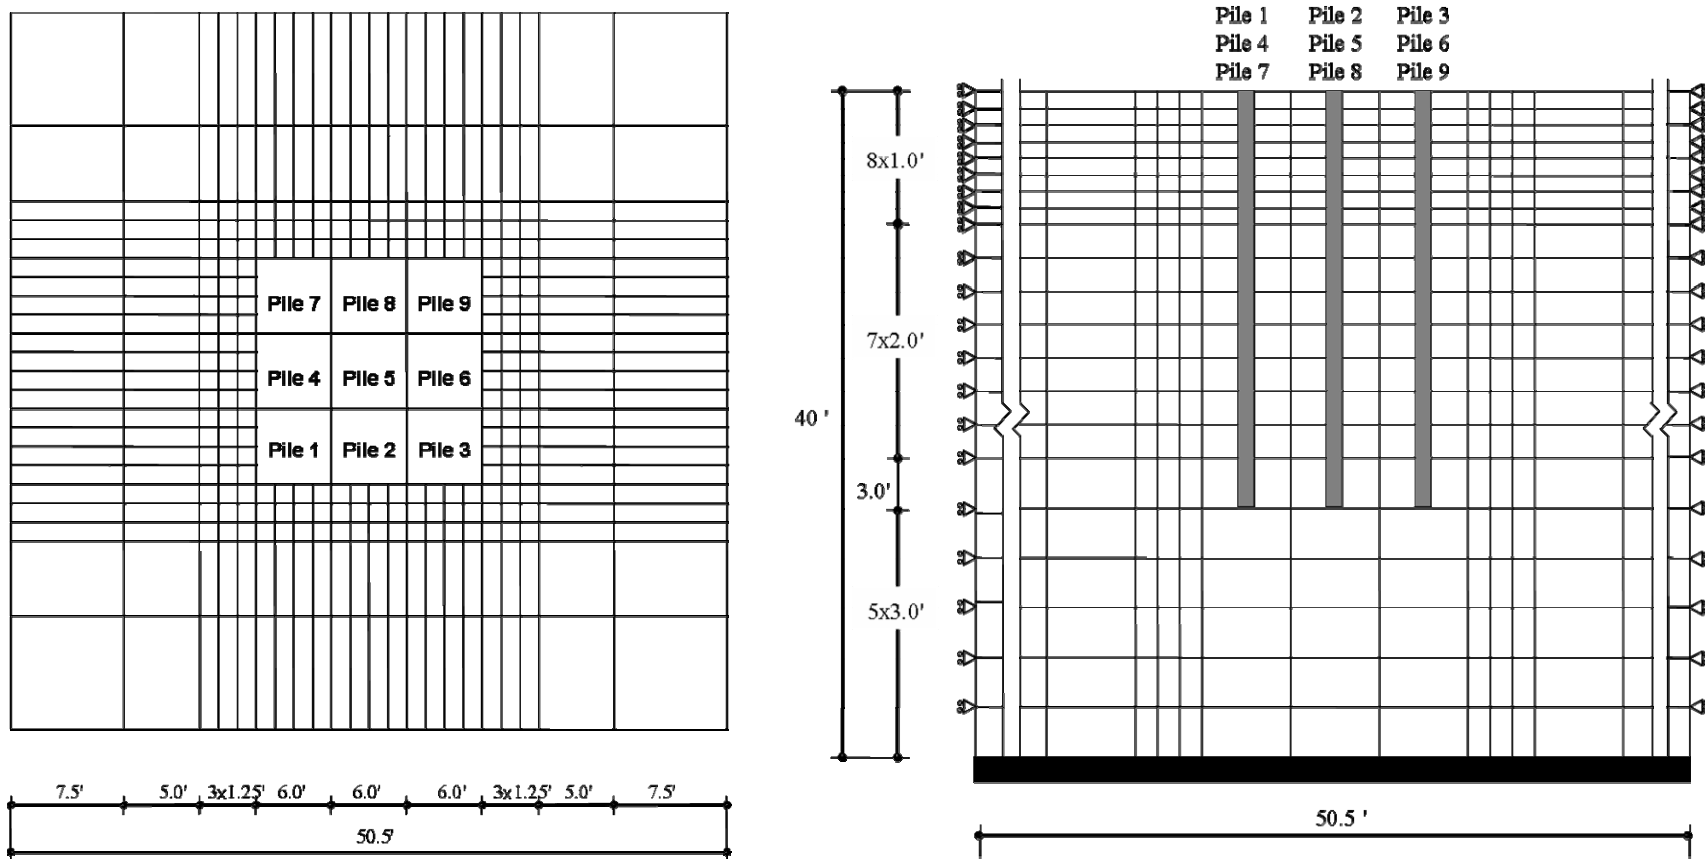 Pile 7 Pile 8 Pile 9
Pile 4 Pile 5 Pile 6
Pile 1 Pile 2 Pile 3
7.5' 5.0' 3x1.25' 6.0' 6.0' 6.0' 3x1.25' 5.0' 7.5'
50.5'
Pile 1 Pile 2 Pile 3
Pile 4 Pile 5 Pile 6
Pile 7 Pile 8 Pile 9
8x1.0'
7x2.0'
40 '
3.0'
5x3.0'
50.5 '